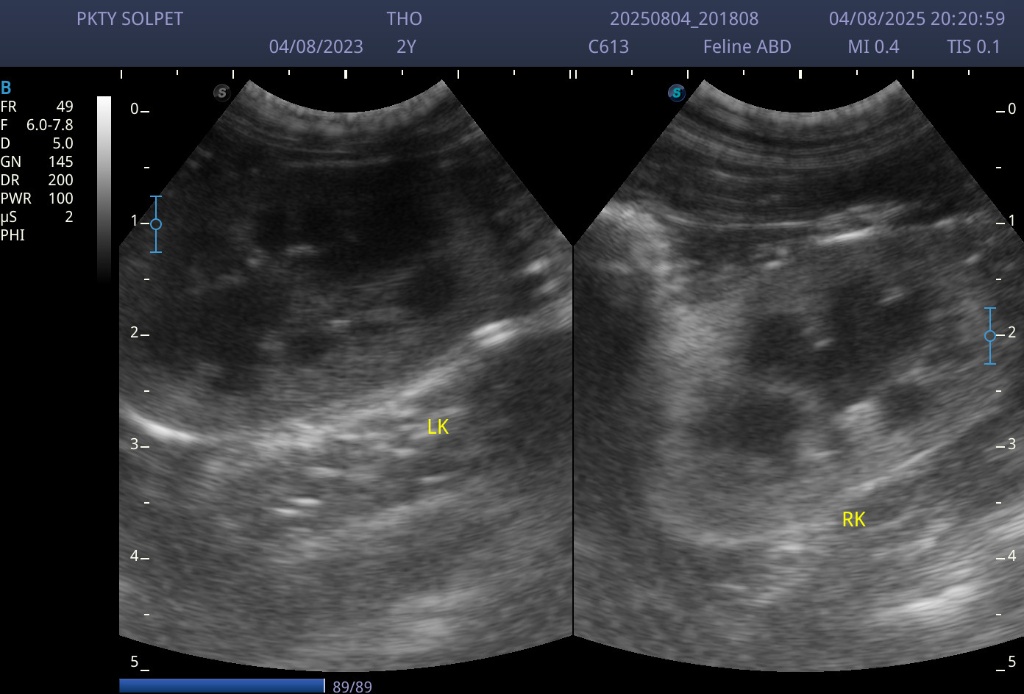 PKTY SOLPET THO 20250804_201808 04/08/2025 20:20:59
04/08/2023 2Y C613 Feline ABD MI 0.4 TIS 0.1
B
FR 49
F 6.0-7.8
D 5.0
GN 145
DR 200
PWR 100
µS 2
PHI
S S
0 0
1 1
2 2
3 3
4 4
5 5
LK
RK
89/89